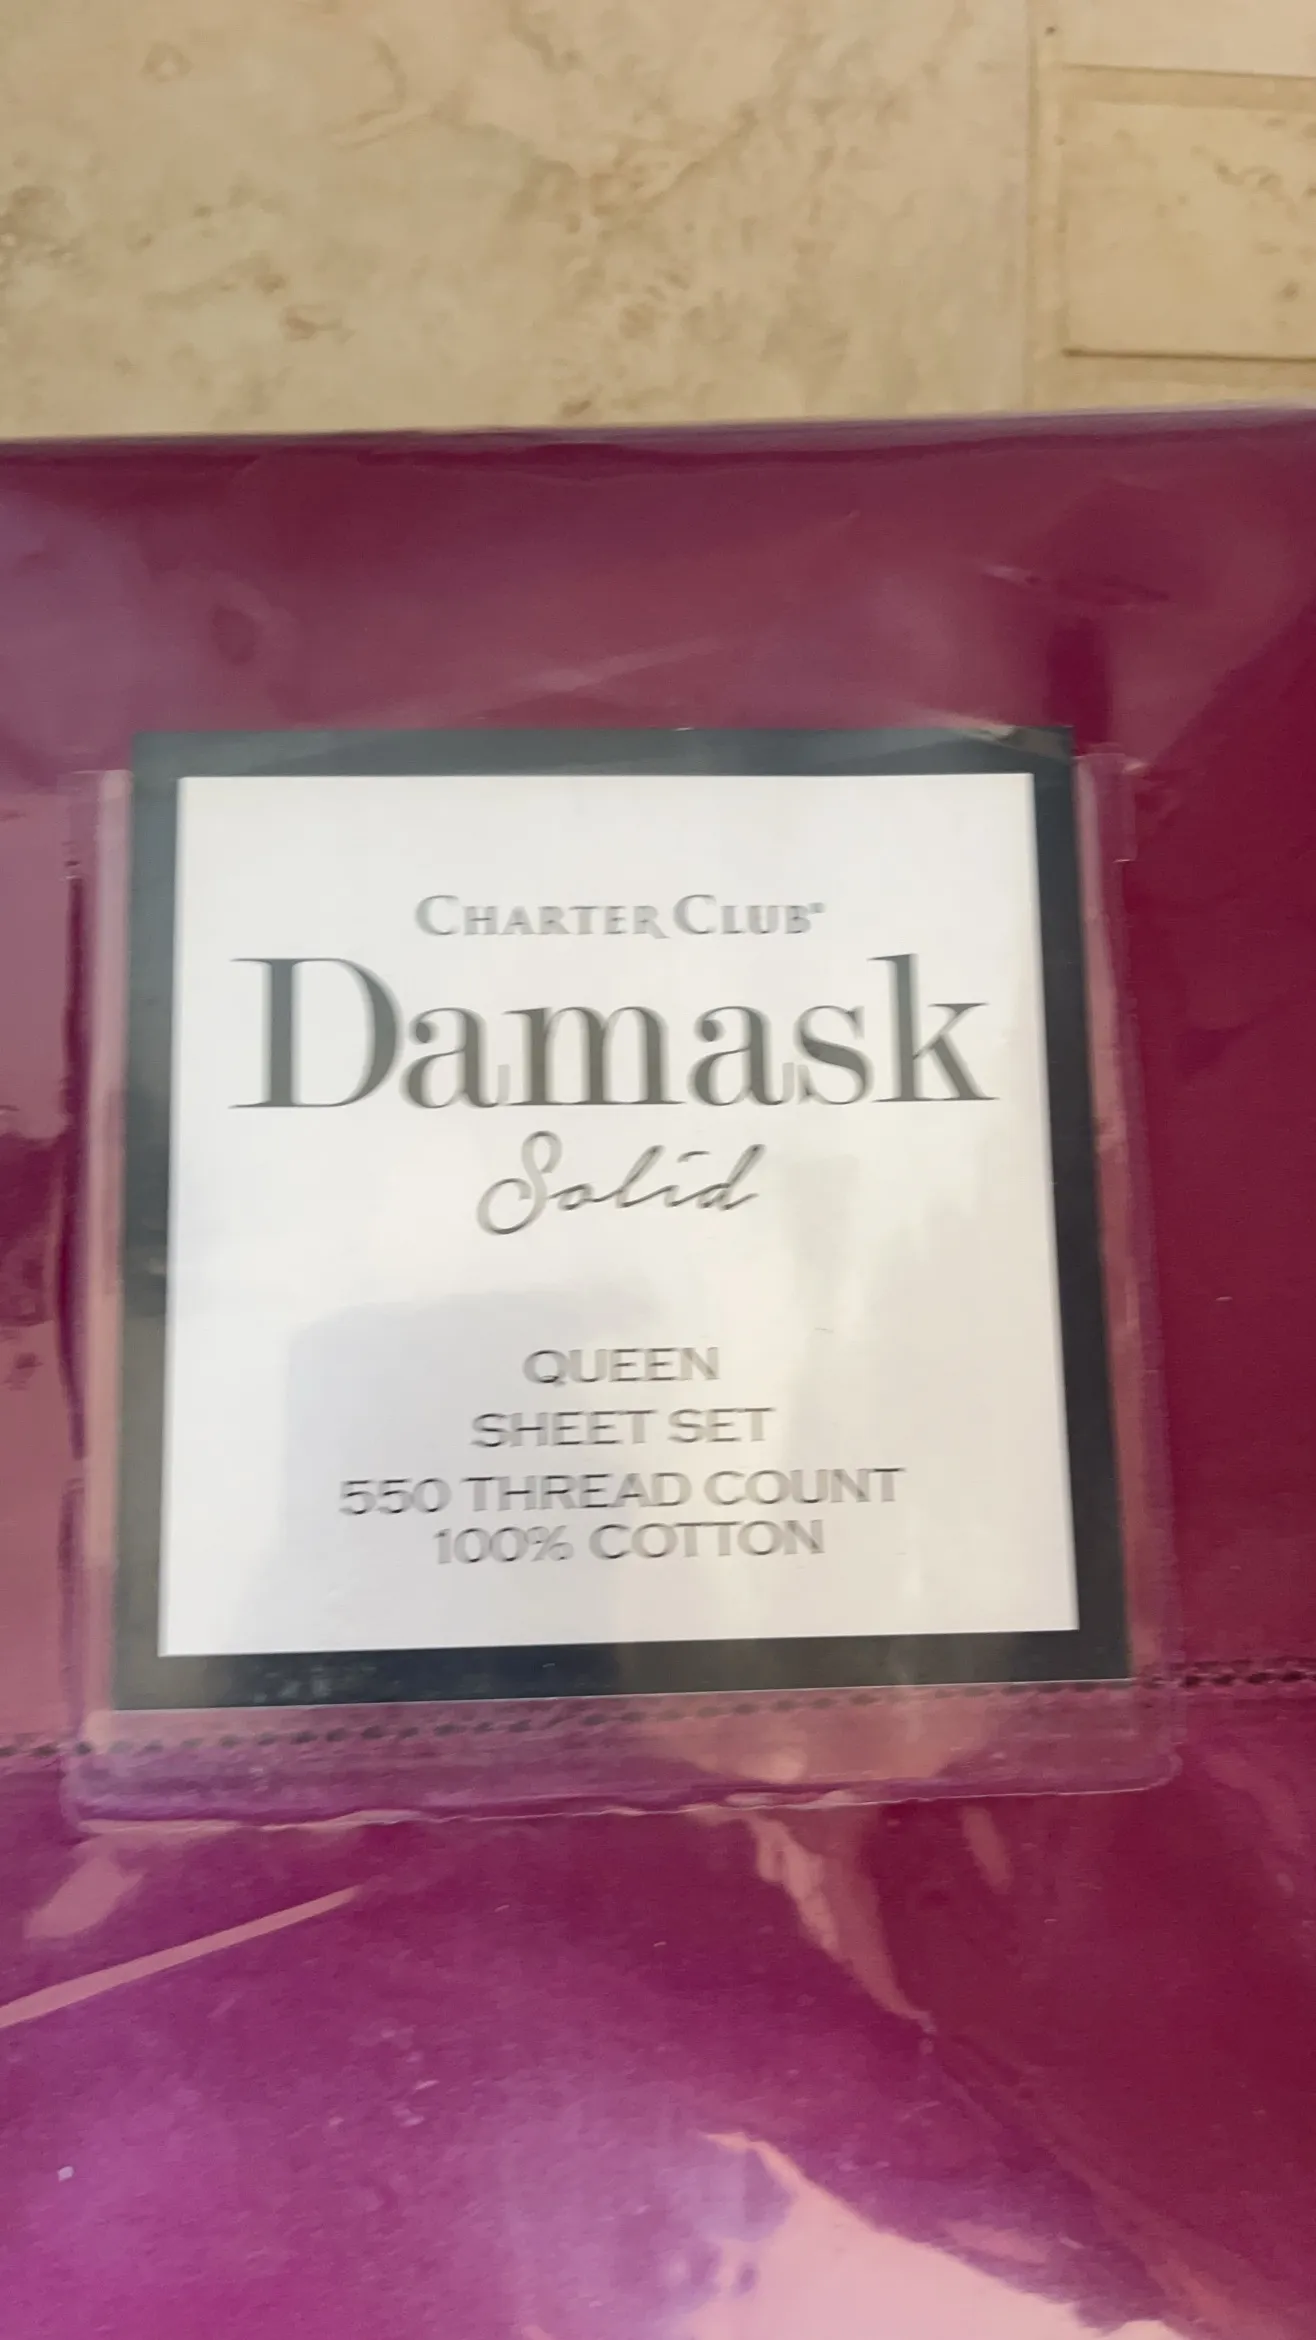 CHARTER CLUB®
Damask
Solid
QUEEN
SHEET SET
550 THREAD COUNT
100% COTTON